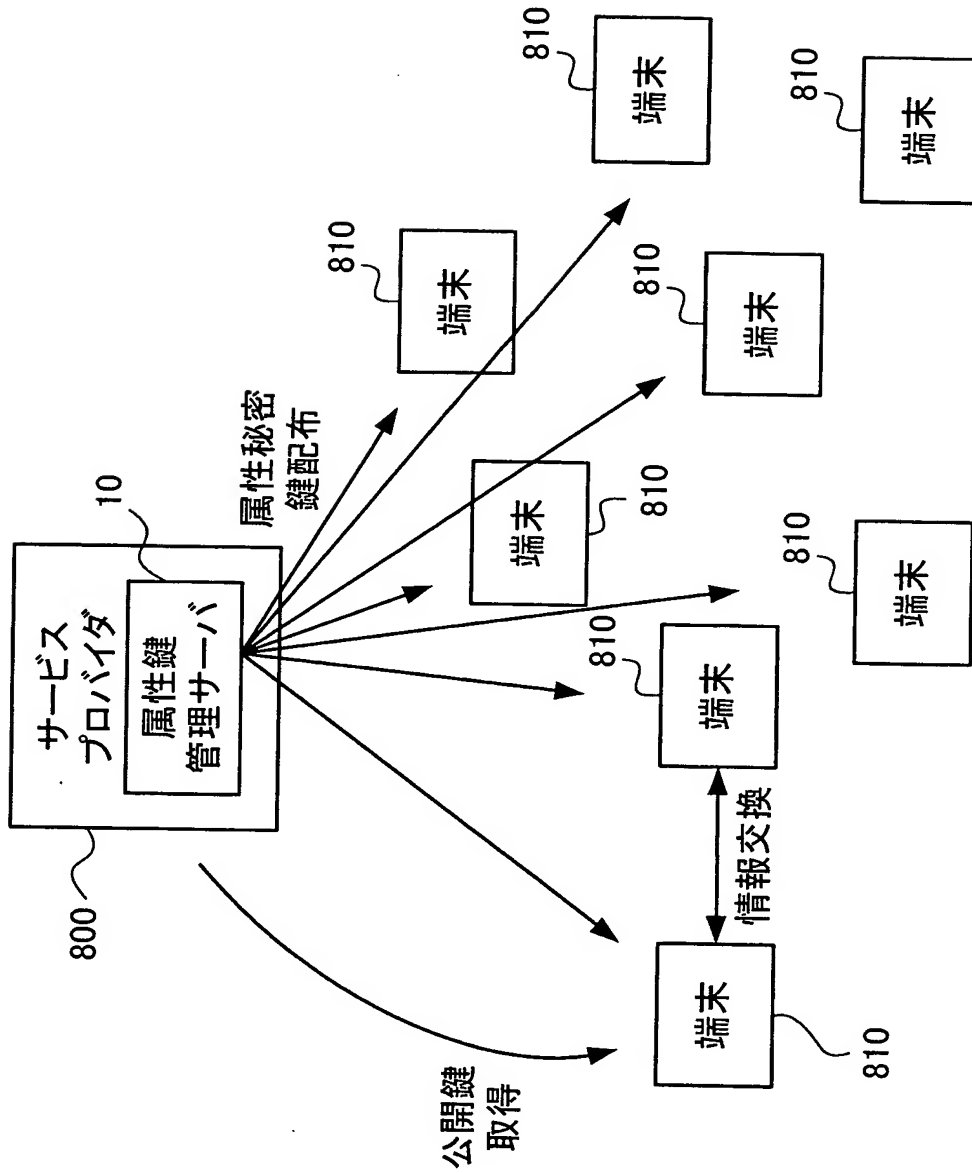 サービス
プロバイダ
属性鍵
管理サーバ
10
800
属性秘密
鍵配布
公開鍵
取得
情報交換
端末
810
端末
810
端末
810
端末
810
端末
810
端末
810
端末
810
端末
810